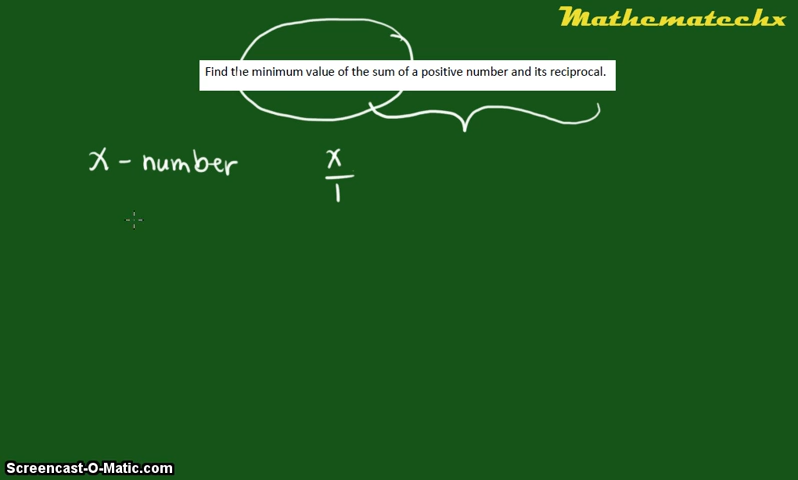 Mathematechx
Find the minimum value of the sum of a positive number and its reciprocal.
x - number
x
1
Screencast-O-Matic.com